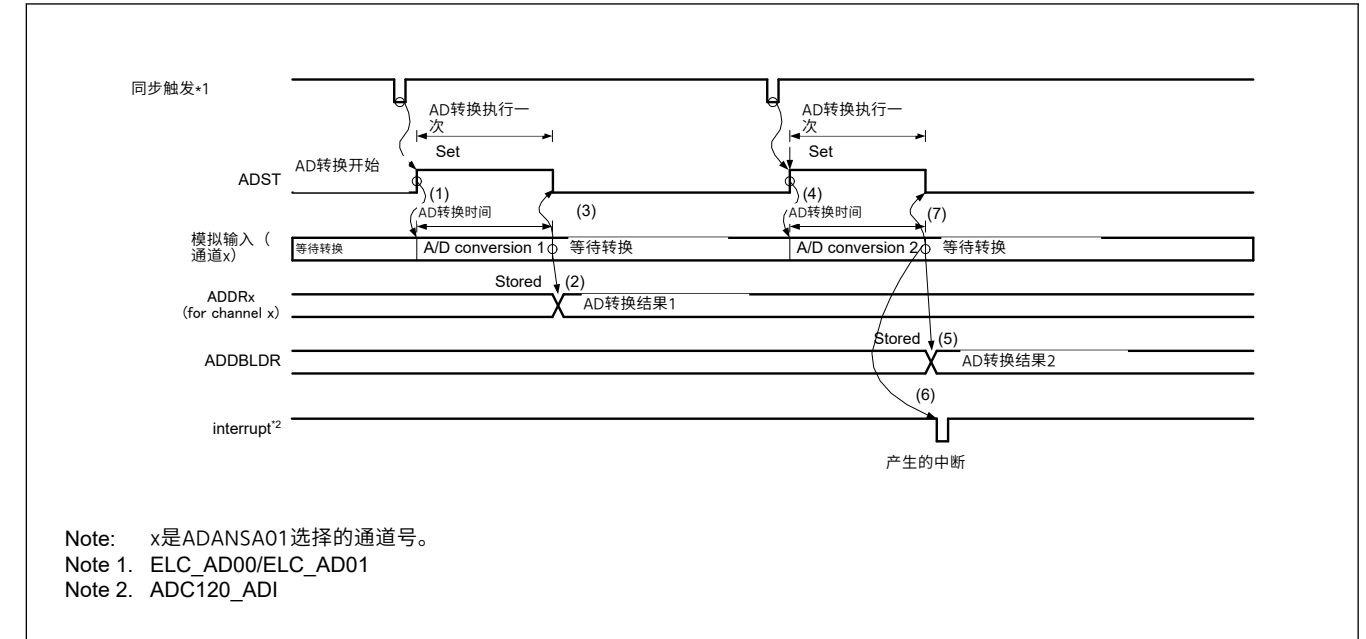 同步触发*1
AD转换执行一
次
AD转换执行一
次
Set
Set
AD转换开始
ADST
(1)
(4)
AD转换时间
(3)
AD转换时间
(7)
模拟输入（
通道x）
等待转换
A/D conversion 1
等待转换
A/D conversion 2
等待转换
Stored
(2)
ADDRx
(for channel x)
AD转换结果1
Stored
(5)
ADDBLDR
AD转换结果2
(6)
interrupt*2
产生的中断
Note: x是ADANSA01选择的通道号。
Note 1. ELC_AD00/ELC_AD01
Note 2. ADC120_ADI